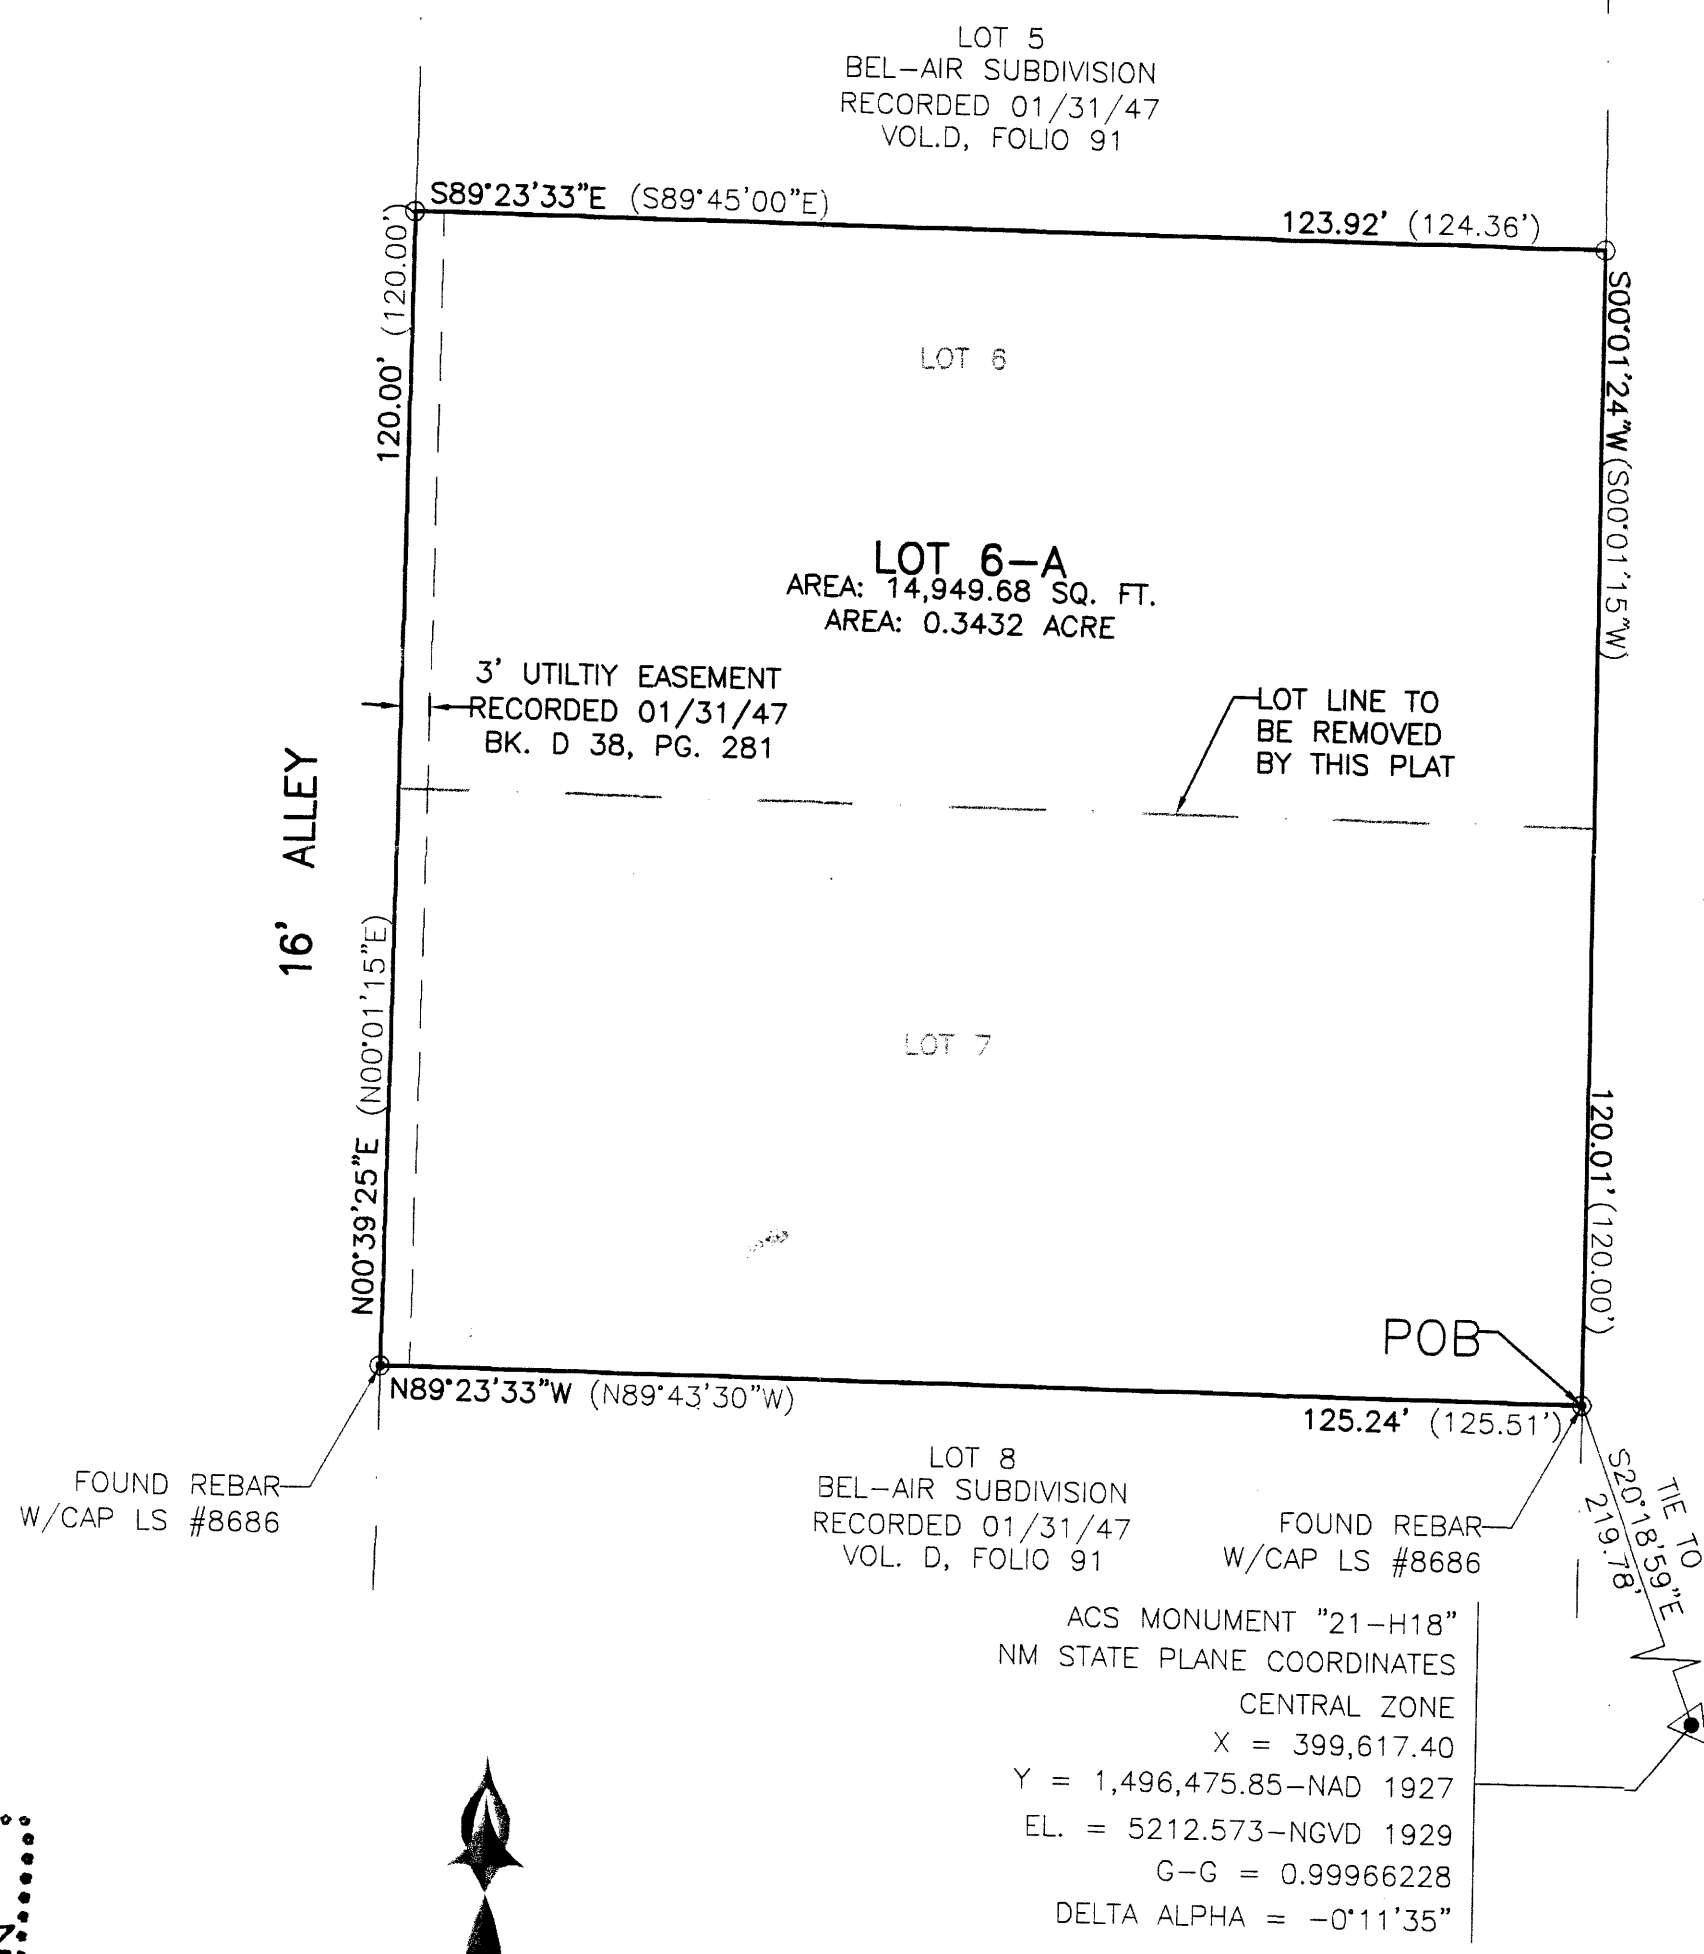 LOT 5
BEL-AIR SUBDIVISION
RECORDED 01/31/47
VOL.D, FOLIO 91
S89°23'33"E (S89°45'00"E)
123.92' (124.36')
120.00' (120.00')
S00°01'24"W(S00°01'15"W)
LOT 6
LOT 6-A
AREA: 14,949.68 SQ. FT.
AREA: 0.3432 ACRE
3' UTILTIY EASEMENT
RECORDED 01/31/47
BK. D 38, PG. 281
LOT LINE TO
BE REMOVED
BY THIS PLAT
16' ALLEY
N00°39'25"E (N00°01'15"E)
LOT 7
120.01'(120.00')
POB
N89°23'33"W (N89°43'30"W)
125.24' (125.51')
FOUND REBAR
W/CAP LS #8686
LOT 8
BEL-AIR SUBDIVISION
RECORDED 01/31/47
VOL. D, FOLIO 91
FOUND REBAR
W/CAP LS #8686
TIE TO
S20°18'59"E
219.78'
ACS MONUMENT "21-H18"
NM STATE PLANE COORDINATES
CENTRAL ZONE
X = 399,617.40
Y = 1,496,475.85-NAD 1927
EL. = 5212.573-NGVD 1929
G-G = 0.99966228
DELTA ALPHA = -0°11'35"